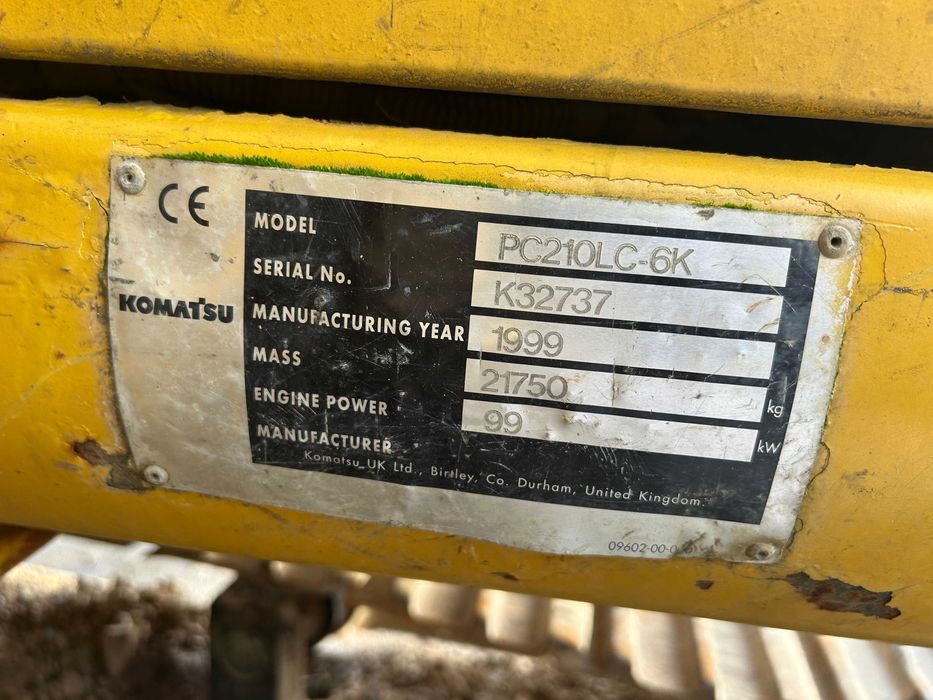 CE
KOMATSU
MODEL PC210LC-6K
SERIAL No. K32737
MANUFACTURING YEAR 1999
MASS 21750 kg
ENGINE POWER 99 kW
MANUFACTURER
Komatsu UK Ltd., Birtley, Co. Durham, United Kingdom.